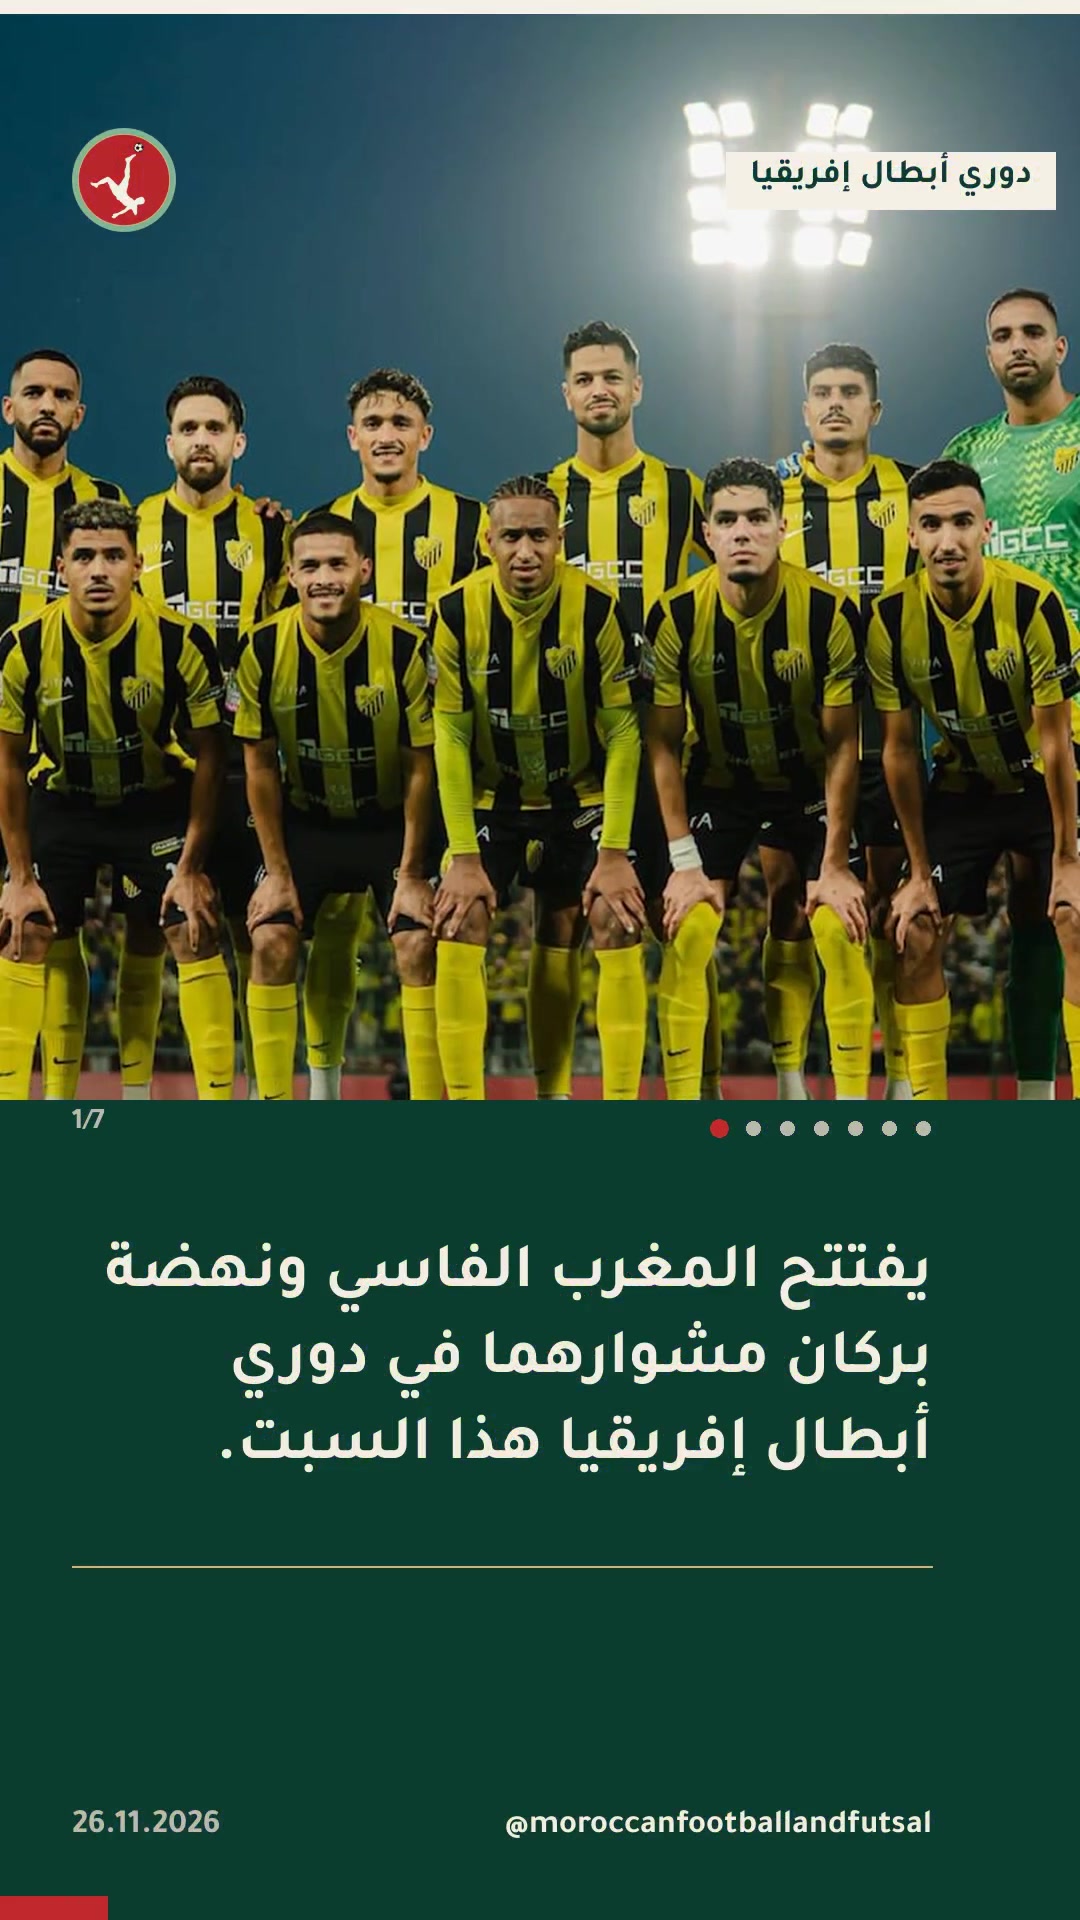 دوري أبطال إفريقيا
TGCC
1/7
يفتتح المغرب الفاسي ونهضة
بركان مشوارهما في دوري
أبطال إفريقيا هذا السبت.
26.11.2026
@moroccanfootballandfutsal